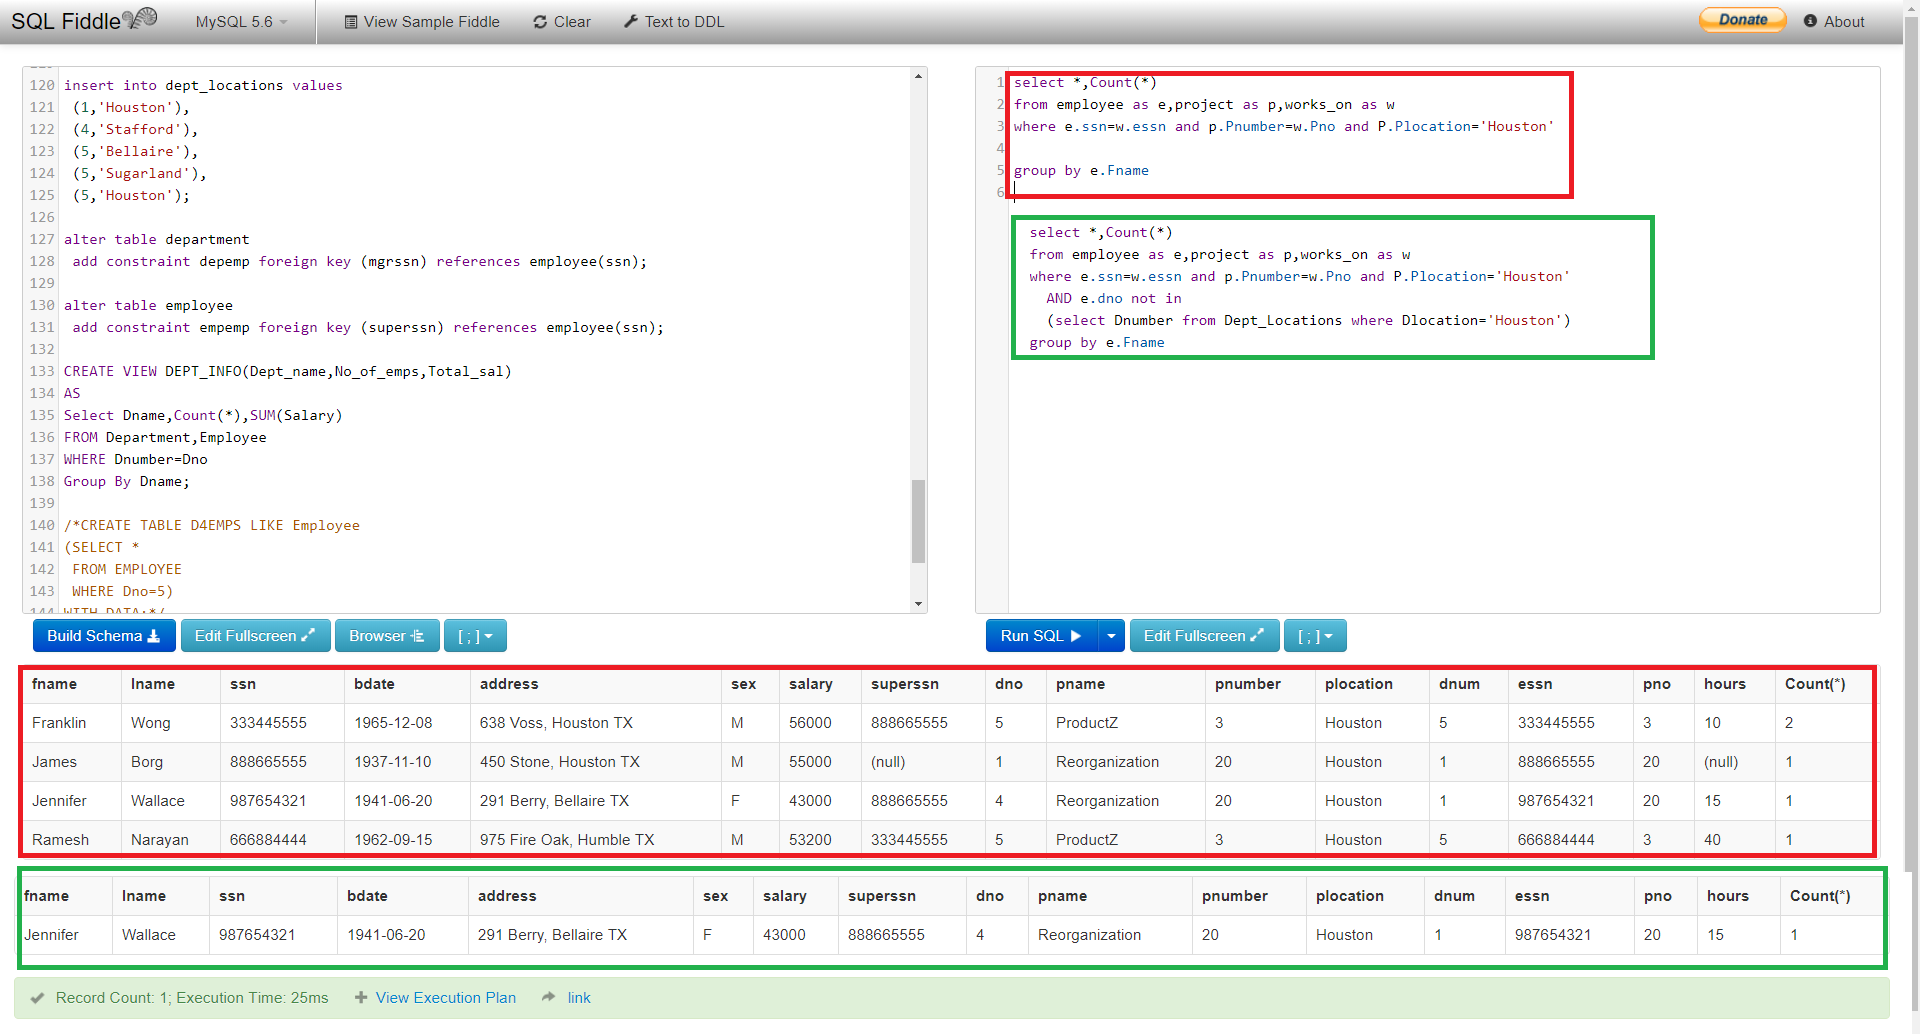 SQL Fiddle
MySQL 5.6
View Sample Fiddle
Clear
Text to DDL
Donate
About
120 insert into dept_locations values
121 (1,'Houston'),
122 (4,'Stafford'),
123 (5,'Bellaire'),
124 (5,'Sugarland'),
125 (5,'Houston');
126
127 alter table department
128 add constraint depemp foreign key (mgrssn) references employee(ssn);
129
130 alter table employee
131 add constraint empemp foreign key (superssn) references employee(ssn);
132
133 CREATE VIEW DEPT_INFO(Dept_name,No_of_emps,Total_sal)
134 AS
135 Select Dname,Count(*),SUM(Salary)
136 FROM Department,Employee
137 WHERE Dnumber=Dno
138 Group By Dname;
139
140 /*CREATE TABLE D4EMPS LIKE Employee
141 (SELECT *
142 FROM EMPLOYEE
143 WHERE Dno=5)
144 WITH DATA;*/
1 select *,Count(*)
2 from employee as e,project as p,works_on as w
3 where e.ssn=w.essn and p.Pnumber=w.Pno and P.Plocation='Houston'
4
5 group by e.Fname
6
select *,Count(*)
from employee as e,project as p,works_on as w
where e.ssn=w.essn and p.Pnumber=w.Pno and P.Plocation='Houston'
AND e.dno not in
(select Dnumber from Dept_Locations where Dlocation='Houston')
group by e.Fname
Build Schema
Edit Fullscreen
Browser
[ ; ]
Run SQL
Edit Fullscreen
[ ; ]
fname lname ssn bdate address sex salary superssn dno pname pnumber plocation dnum essn pno hours Count(*)
Franklin Wong 333445555 1965-12-08 638 Voss, Houston TX M 56000 888665555 5 ProductZ 3 Houston 5 333445555 3 10 2
James Borg 888665555 1937-11-10 450 Stone, Houston TX M 55000 (null) 1 Reorganization 20 Houston 1 888665555 20 (null) 1
Jennifer Wallace 987654321 1941-06-20 291 Berry, Bellaire TX F 43000 888665555 4 Reorganization 20 Houston 1 987654321 20 15 1
Ramesh Narayan 666884444 1962-09-15 975 Fire Oak, Humble TX M 53200 333445555 5 ProductZ 3 Houston 5 666884444 3 40 1
fname lname ssn bdate address sex salary superssn dno pname pnumber plocation dnum essn pno hours Count(*)
Jennifer Wallace 987654321 1941-06-20 291 Berry, Bellaire TX F 43000 888665555 4 Reorganization 20 Houston 1 987654321 20 15 1
Record Count: 1; Execution Time: 25ms
View Execution Plan
link